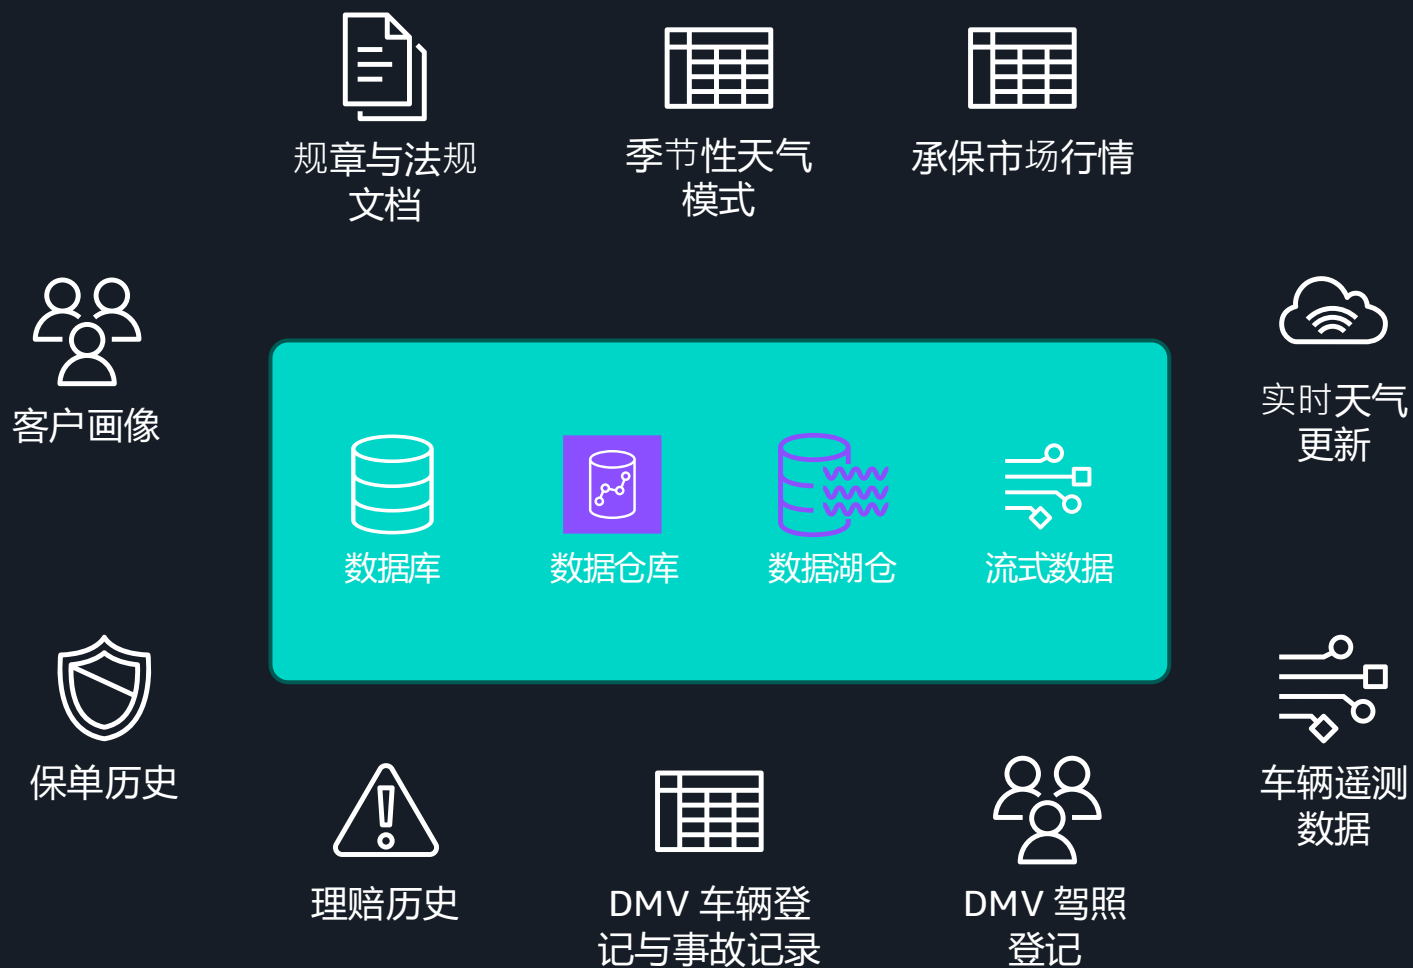 规章与法规
文档
季节性天气
模式
承保市场行情
客户画像
实时天气
更新
数据库
数据仓库
数据湖仓
流式数据
保单历史
车辆遥测
数据
理赔历史
DMV 车辆登
记与事故记录
DMV 驾照
登记